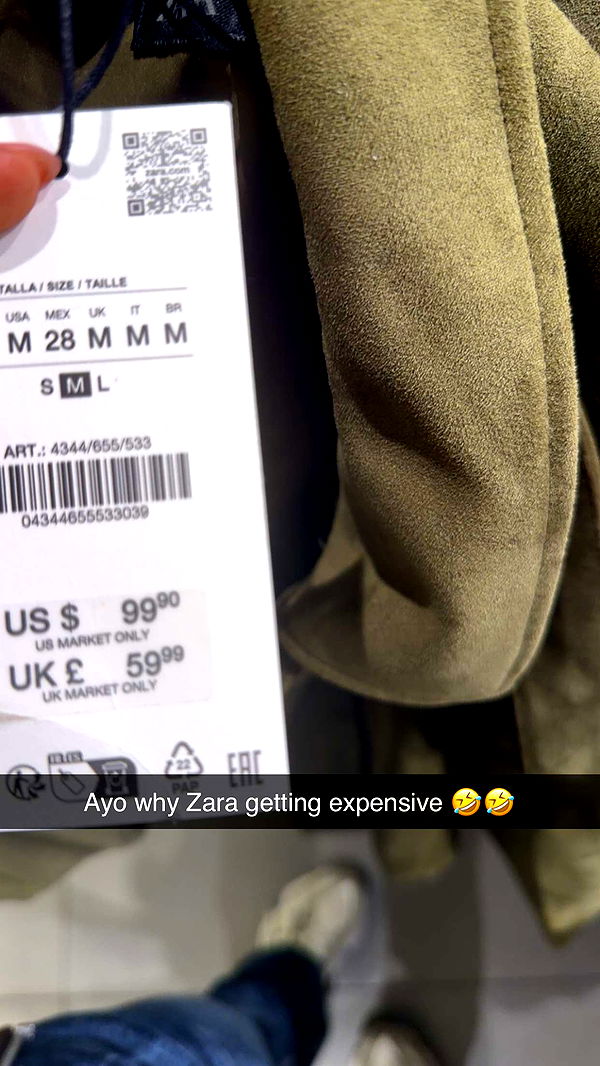 zara.com
TALLA / SIZE / TAILLE
USA MEX UK IT BR
M 28 M M M
S M L
ART.: 4344/655/533
04344655533039
US $ 99⁹⁰
US MARKET ONLY
UK £ 59⁹⁹
UK MARKET ONLY
22
PAP
EAC
Ayo why Zara getting expensive 🤣🤣